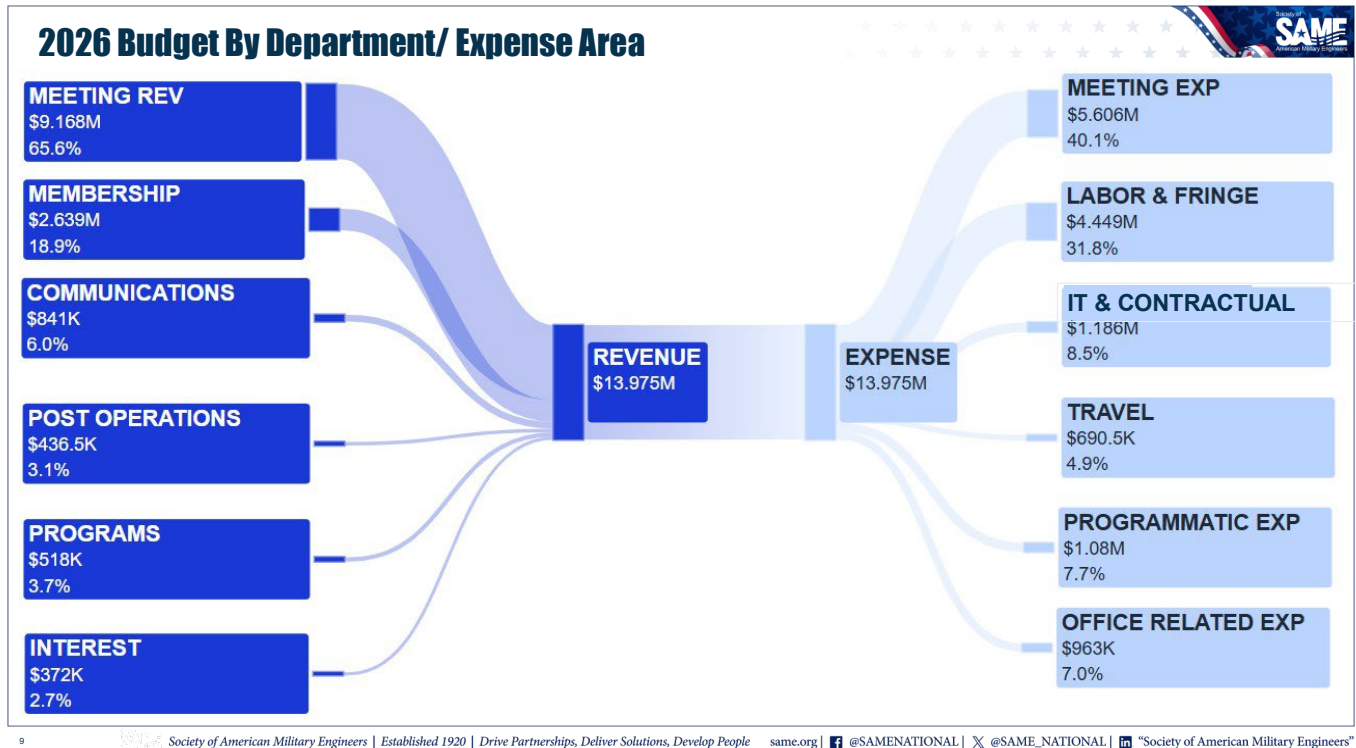 2026 Budget By Department/ Expense Area
Society of
SAME
American Military Engineers
MEETING REV
$9.168M
65.6%
MEMBERSHIP
$2.639M
18.9%
COMMUNICATIONS
$841K
6.0%
POST OPERATIONS
$436.5K
3.1%
PROGRAMS
$518K
3.7%
INTEREST
$372K
2.7%
REVENUE
$13.975M
EXPENSE
$13.975M
MEETING EXP
$5.606M
40.1%
LABOR & FRINGE
$4.449M
31.8%
IT & CONTRACTUAL
$1.186M
8.5%
TRAVEL
$690.5K
4.9%
PROGRAMMATIC EXP
$1.08M
7.7%
OFFICE RELATED EXP
$963K
7.0%
9
Society of American Military Engineers | Established 1920 | Drive Partnerships, Deliver Solutions, Develop People same.org | @SAMENATIONAL | @SAME_NATIONAL | "Society of American Military Engineers"